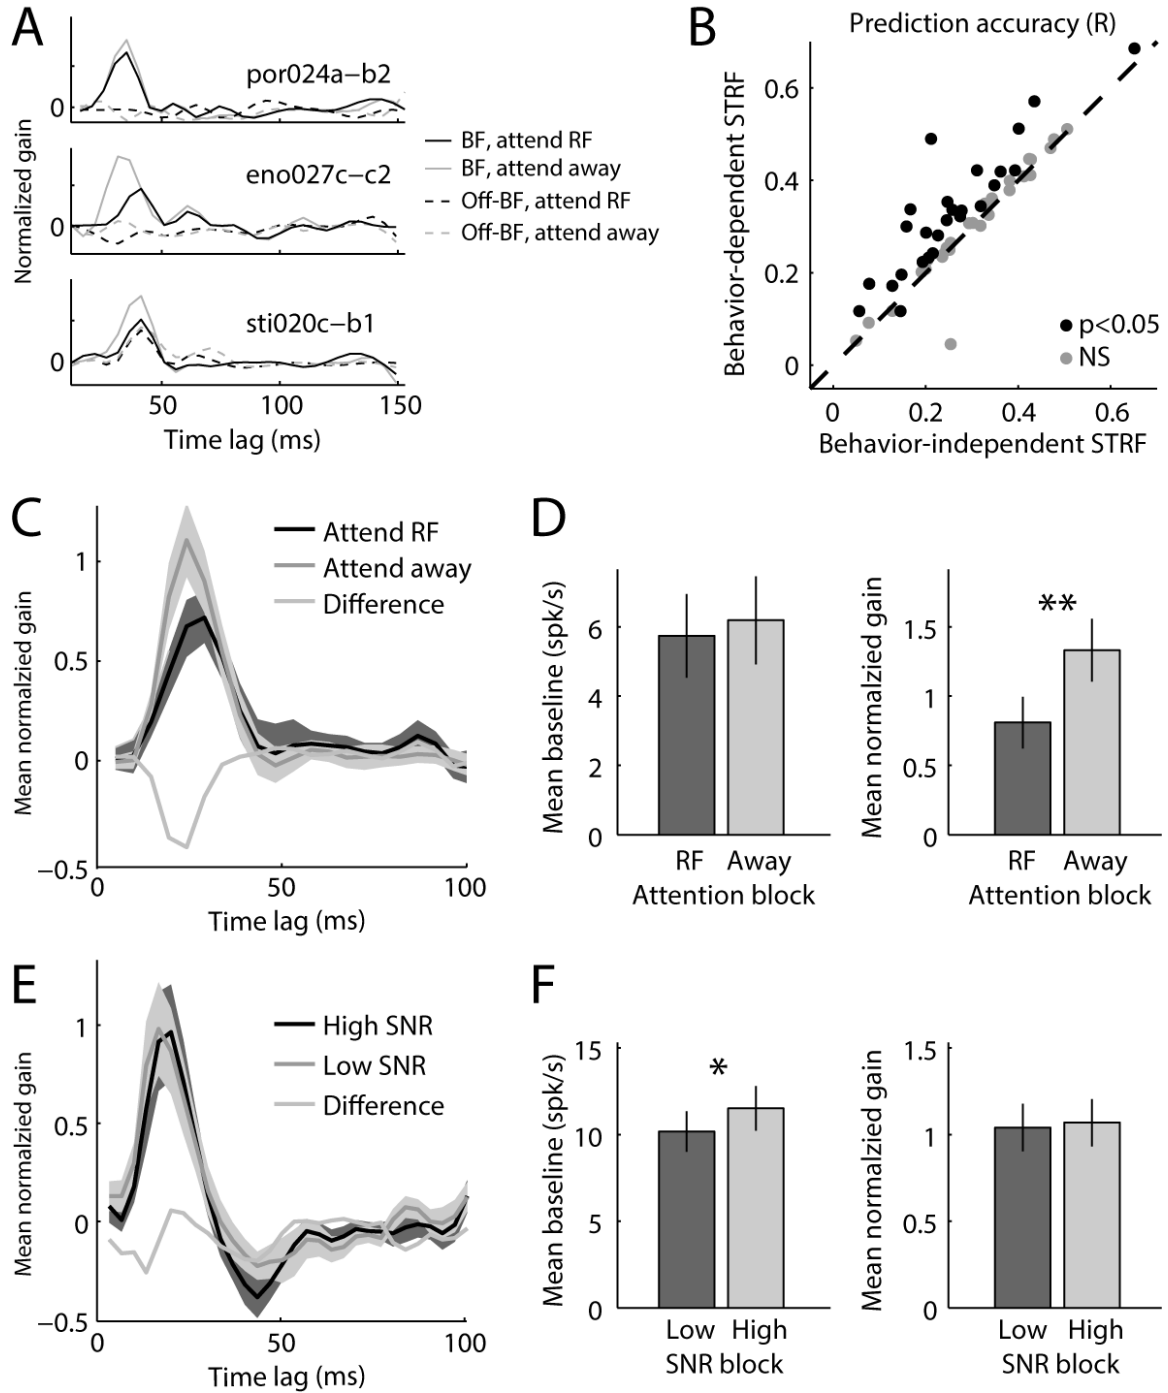 A
por024a−b2
0
eno027c−c2
0
sti020c−b1
0
Normalized gain
50
100
150
Time lag (ms)
BF, attend RF
BF, attend away
Off-BF, attend RF
Off-BF, attend away
B
Prediction accuracy (R)
Behavior-dependent STRF
0.6
0.4
0.2
0
p<0.05
NS
0
0.2
0.4
0.6
Behavior-independent STRF
C
Mean normalzied gain
1
0.5
0
−0.5
Attend RF
Attend away
Difference
0
50
100
Time lag (ms)
D
Mean baseline (spk/s)
6
4
2
0
RF
Away
Attention block
Mean normalzied gain
1.5
1
0.5
0
**
RF
Away
Attention block
E
Mean normalzied gain
1
0.5
0
−0.5
High SNR
Low SNR
Difference
0
50
100
Time lag (ms)
F
Mean baseline (spk/s)
15
10
5
0
*
Low
High
SNR block
Mean normalzied gain
1.5
1
0.5
0
Low
High
SNR block